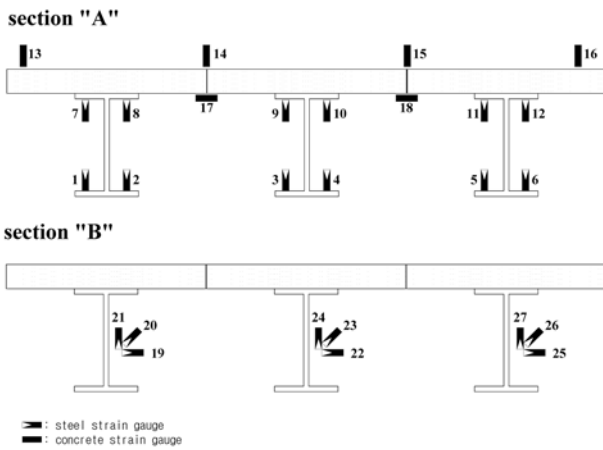 section "A"
13 14 15 16
7 8 17 9 10 18 11 12
1 2 3 4 5 6
section "B"
21 20 24 23 27 26
19 22 25
: steel strain gauge
: concrete strain gauge